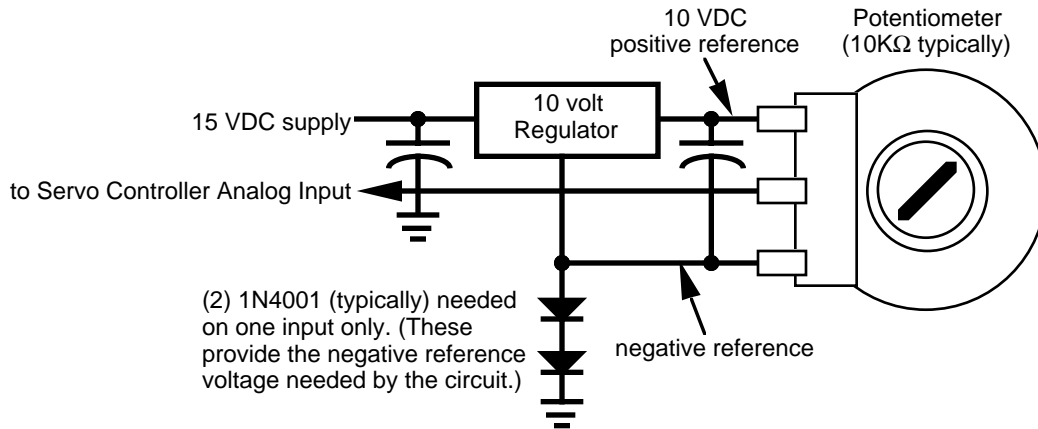 10 VDC
positive reference
Potentiometer
(10KΩ typically)
10 volt
Regulator
15 VDC supply
to Servo Controller Analog Input
(2) 1N4001 (typically) needed
on one input only. (These
provide the negative reference
voltage needed by the circuit.)
negative reference